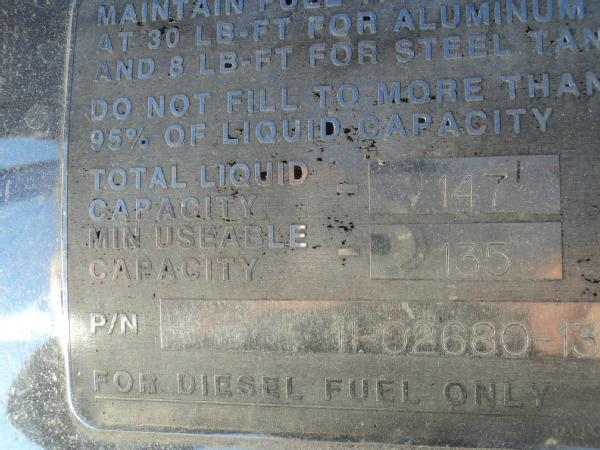 MAINTAIN
AT 30 LB-FT FOR ALUMINUM
AND 8 LB-FT FOR STEEL
DO NOT FILL TO MORE THAN
95% OF LIQUID CAPACITY
TOTAL LIQUID
CAPACITY - 147
MIN USEABLE
CAPACITY - 135
P/N 11-02680-13
FOR DIESEL FUEL ONLY